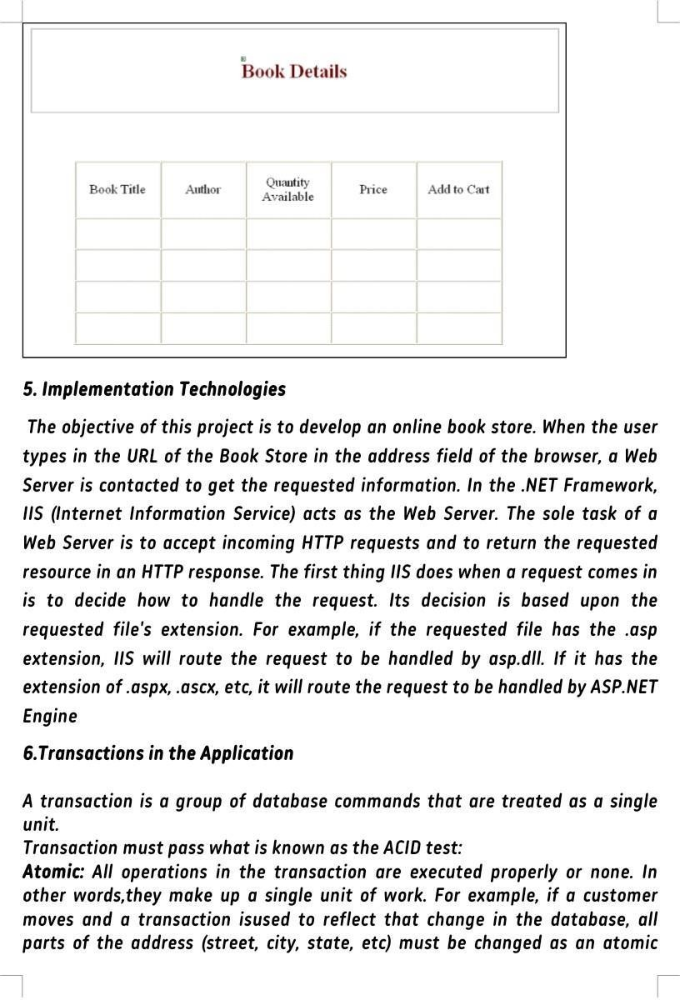 Book Details
Book Title Author Quantity Available Price Add to Cart
5. Implementation Technologies
The objective of this project is to develop an online book store. When the user
types in the URL of the Book Store in the address field of the browser, a Web
Server is contacted to get the requested information. In the .NET Framework,
IIS (Internet Information Service) acts as the Web Server. The sole task of a
Web Server is to accept incoming HTTP requests and to return the requested
resource in an HTTP response. The first thing IIS does when a request comes in
is to decide how to handle the request. Its decision is based upon the
requested file's extension. For example, if the requested file has the .asp
extension, IIS will route the request to be handled by asp.dll. If it has the
extension of .aspx, .ascx, etc, it will route the request to be handled by ASP.NET
Engine
6.Transactions in the Application
A transaction is a group of database commands that are treated as a single
unit.
Transaction must pass what is known as the ACID test:
Atomic: All operations in the transaction are executed properly or none. In
other words,they make up a single unit of work. For example, if a customer
moves and a transaction isused to reflect that change in the database, all
parts of the address (street, city, state, etc) must be changed as an atomic